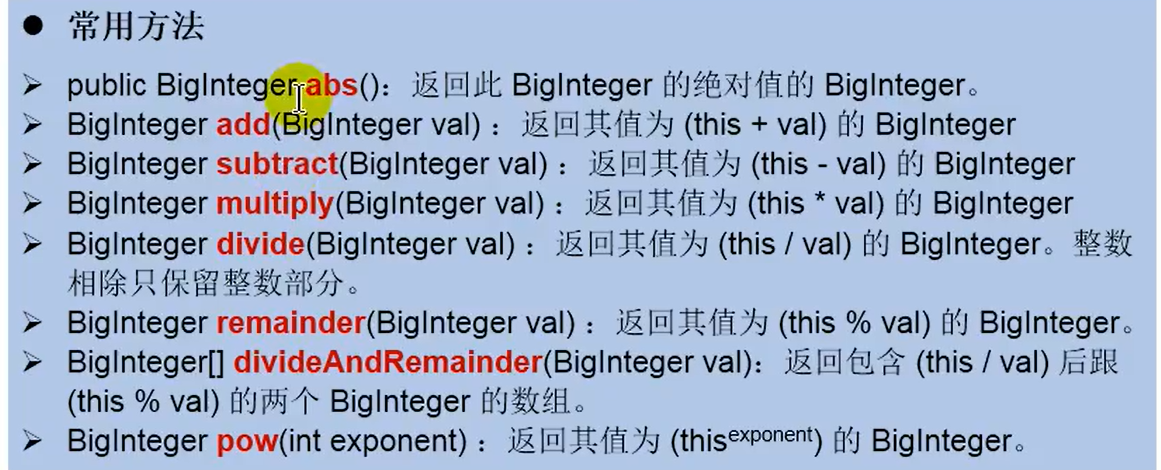 ● 常用方法
➢ public BigInteger abs()：返回此 BigInteger 的绝对值的 BigInteger。
➢ BigInteger add(BigInteger val) ：返回其值为 (this + val) 的 BigInteger
➢ BigInteger subtract(BigInteger val) ：返回其值为 (this - val) 的 BigInteger
➢ BigInteger multiply(BigInteger val) ：返回其值为 (this * val) 的 BigInteger
➢ BigInteger divide(BigInteger val) ：返回其值为 (this / val) 的 BigInteger。整数
相除只保留整数部分。
➢ BigInteger remainder(BigInteger val) ：返回其值为 (this % val) 的 BigInteger。
➢ BigInteger[] divideAndRemainder(BigInteger val)：返回包含 (this / val) 后跟
(this % val) 的两个 BigInteger 的数组。
➢ BigInteger pow(int exponent) ：返回其值为 (thisexponent) 的 BigInteger。